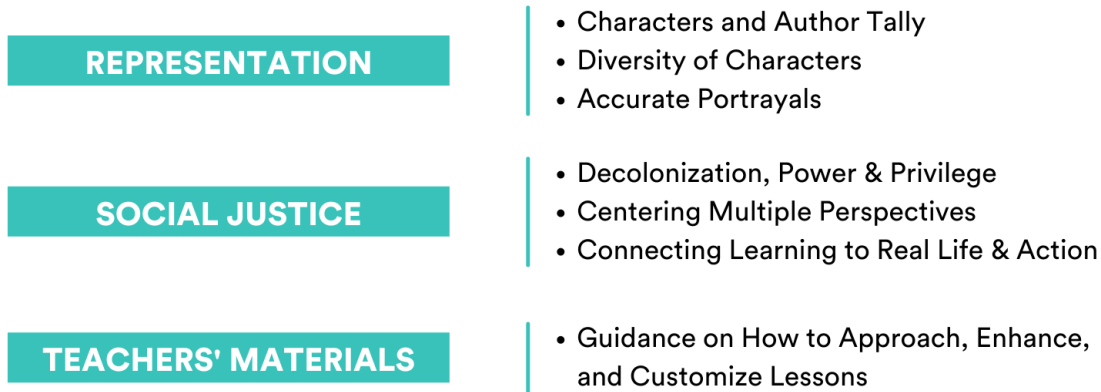 REPRESENTATION
• Characters and Author Tally
• Diversity of Characters
• Accurate Portrayals
SOCIAL JUSTICE
• Decolonization, Power & Privilege
• Centering Multiple Perspectives
• Connecting Learning to Real Life & Action
TEACHERS' MATERIALS
• Guidance on How to Approach, Enhance,
and Customize Lessons